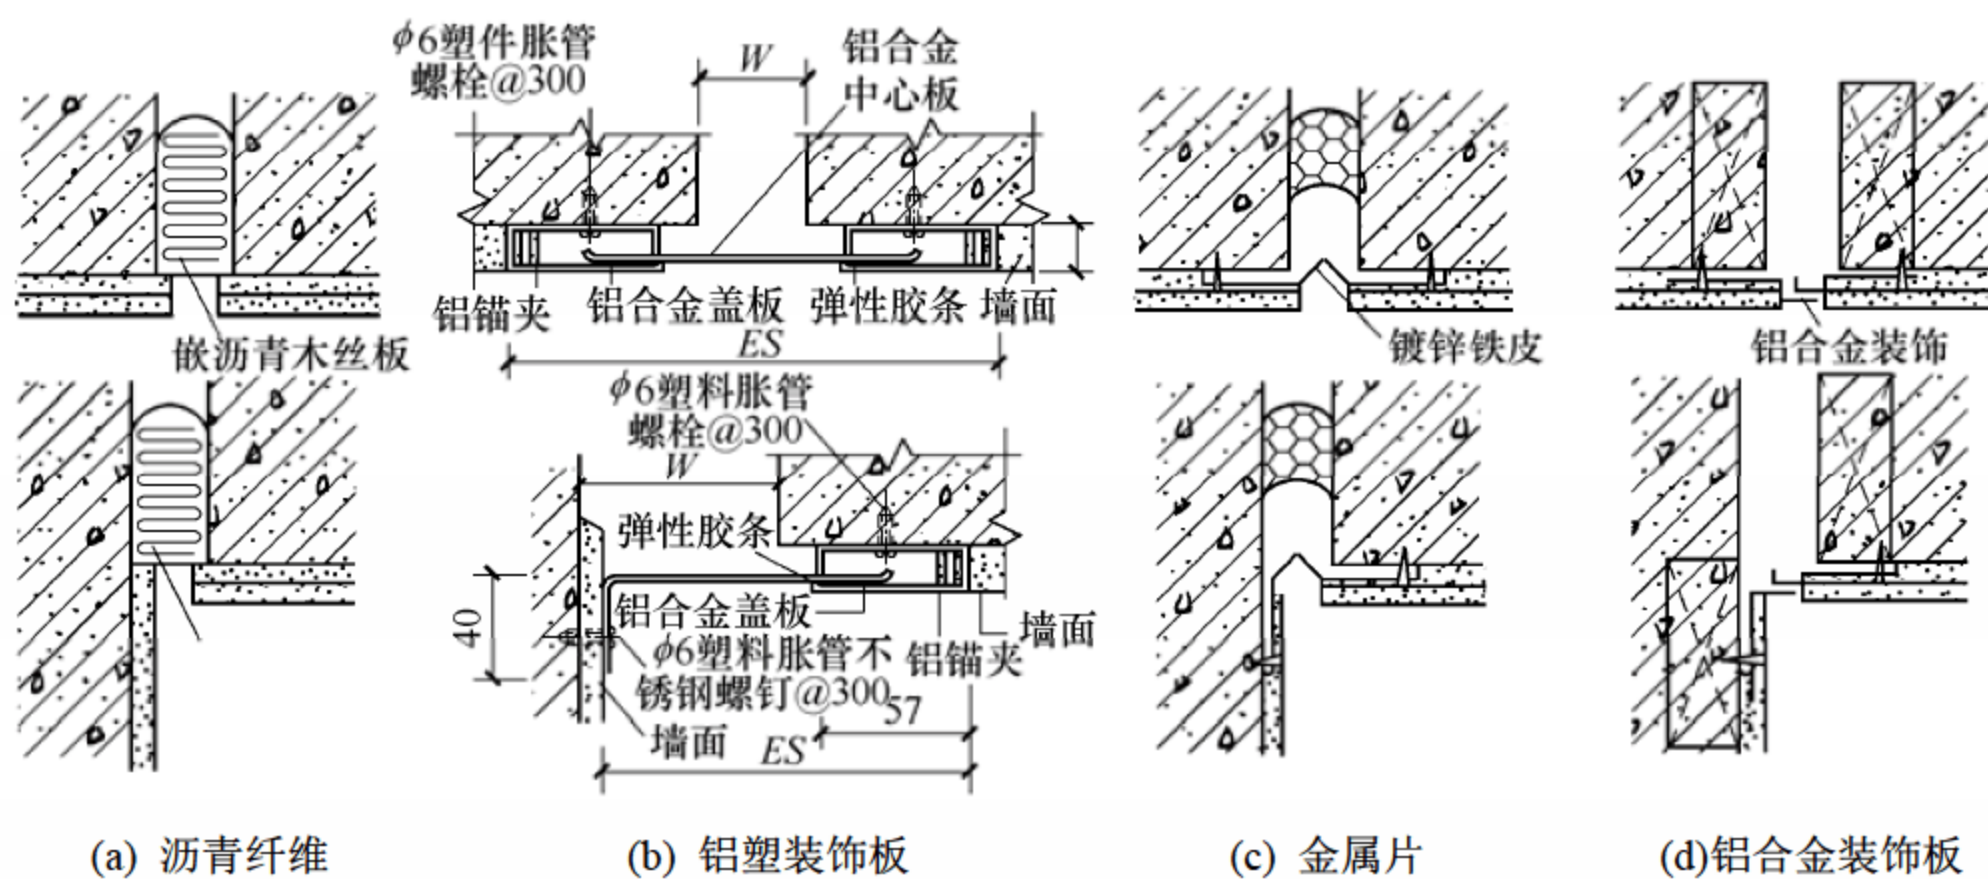 ϕ6塑件胀管
螺栓@300
W
铝合金
中心板
铝锚夹
铝合金盖板
弹性胶条
墙面
ES
嵌沥青木丝板
镀锌铁皮
铝合金装饰
ϕ6塑料胀管
螺栓@300
W
弹性胶条
铝合金盖板
40
墙面
ϕ6塑料胀管不
锈钢螺钉@300
铝锚夹
57
墙面
ES
(a) 沥青纤维
(b) 铝塑装饰板
(c) 金属片
(d)铝合金装饰板